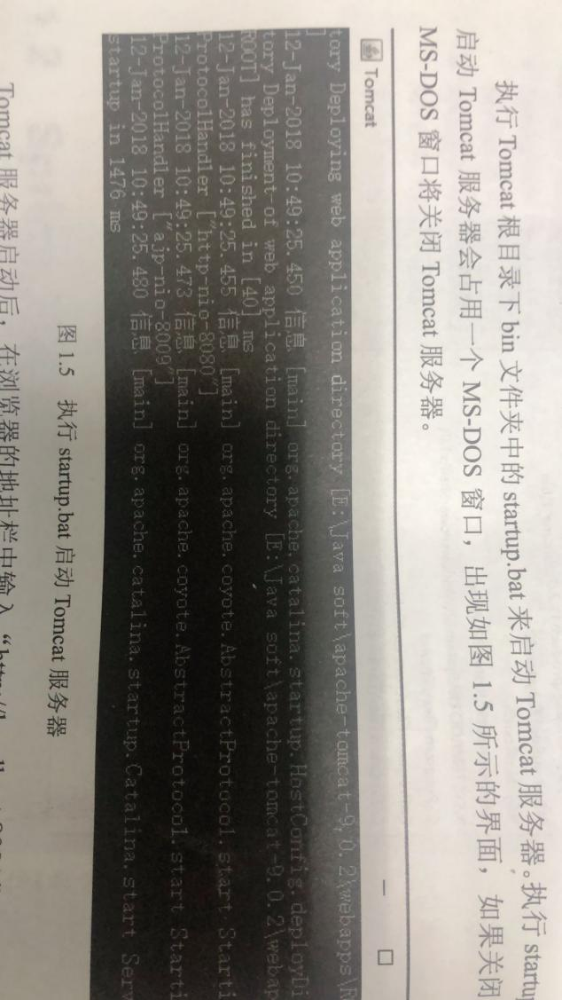 执行 Tomcat 根目录下 bin 文件夹中的 startup.bat 来启动 Tomcat 服务器。执行
启动 Tomcat 服务器会占用一个 MS-DOS 窗口，出现如图 1.5 所示的界面，如果关闭
MS-DOS 窗口将关闭 Tomcat 服务器。
Tomcat
tory Deploying web application directory [E:\Java soft\apache-tomcat-9.0.2\webapps\R
]
12-Jan-2018 10:49:25.450 信息 [main] org.apache.catalina.startup.HostConfig.deployDi
tory Deployment of web application directory [E:\Java soft\apache-tomcat-9.0.2\webap
ROOT] has finished in [40] ms
12-Jan-2018 10:49:25.455 信息 [main] org.apache.coyote.AbstractProtocol.start Starti
ProtocolHandler ["http-nio-8080"]
12-Jan-2018 10:49:25.473 信息 [main] org.apache.coyote.AbstractProtocol.start Starti
ProtocolHandler ["ajp-nio-8009"]
12-Jan-2018 10:49:25.480 信息 [main] org.apache.catalina.startup.Catalina.start Serv
startup in 1476 ms
图 1.5 执行 startup.bat 启动 Tomcat 服务器
Tomcat 服务器启动后，在浏览器的地址栏中输入